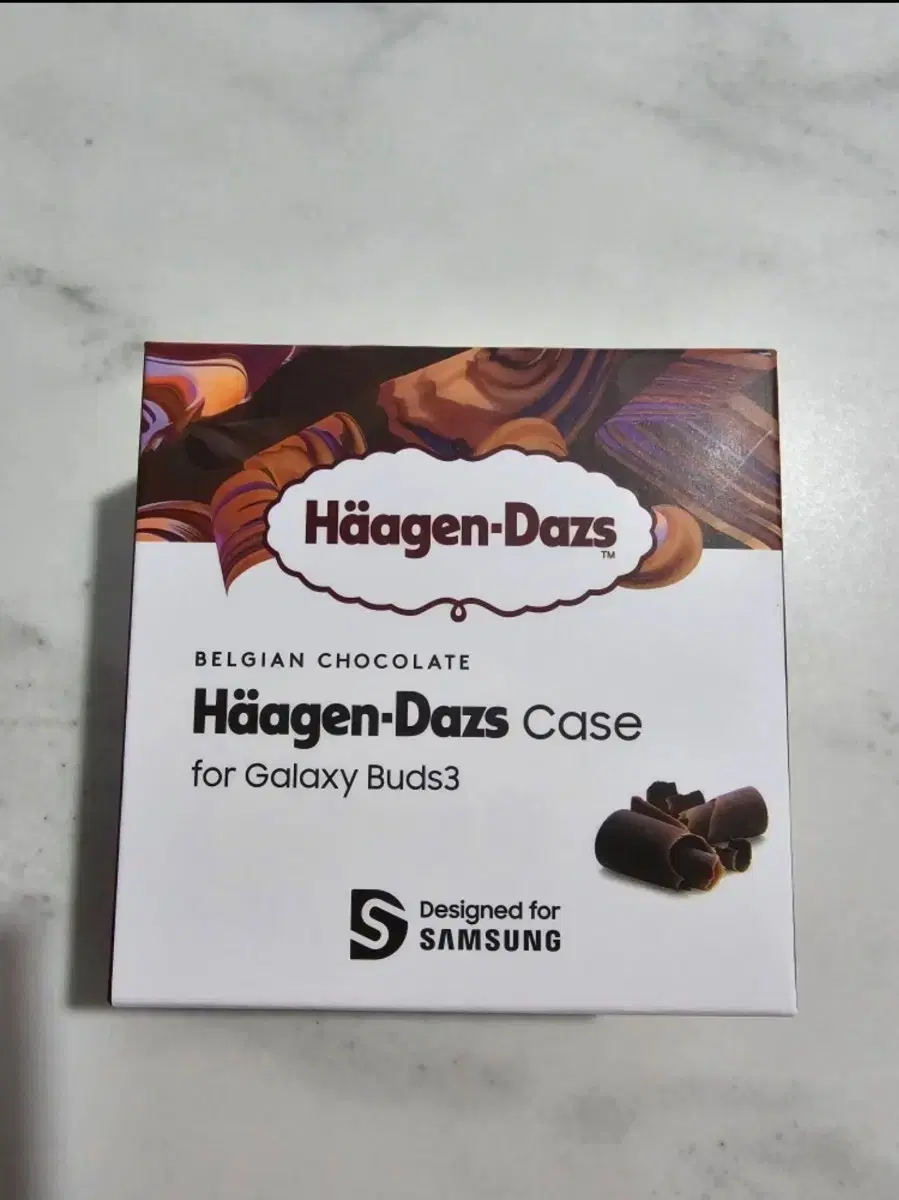 Häagen-Dazs
TM
BELGIAN CHOCOLATE
Häagen-Dazs Case
for Galaxy Buds3
Designed for
SAMSUNG